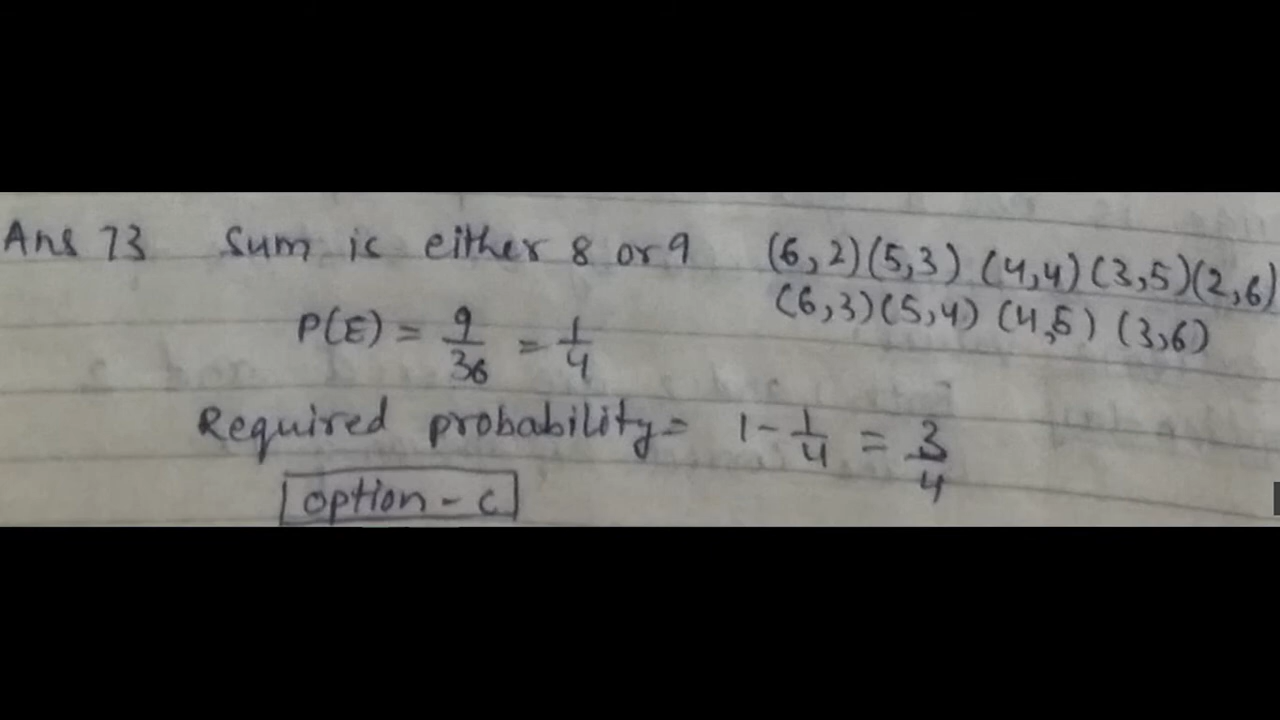 Ans 73 Sum is either 8 or 9 (6,2)(5,3) (4,4)(3,5)(2,6)
(6,3)(5,4) (4,5) (3,6)
P(E) = 9/36 = 1/4
Required probability = 1 - 1/4 = 3/4
option - c